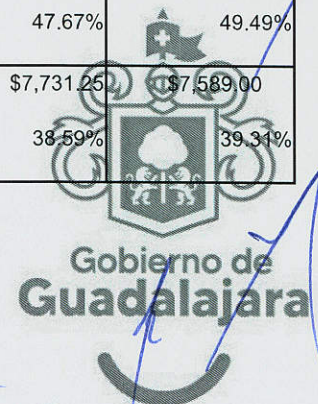 47.67% 49.49%
$7,731.25 $7,589.00
38.59% 39.31%
Gobierno de
Guadalajara